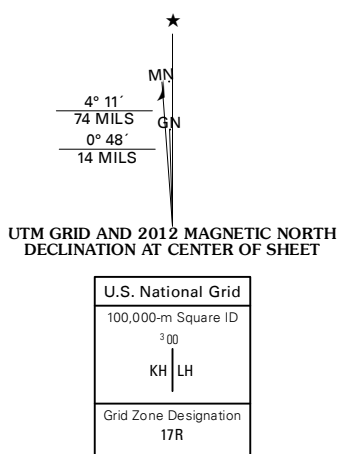 ★
MN
4° 11´
74 MILS
GN
0° 48´
14 MILS
UTM GRID AND 2012 MAGNETIC NORTH
DECLINATION AT CENTER OF SHEET
U.S. National Grid
100,000-m Square ID
³00
KH LH
Grid Zone Designation
17R